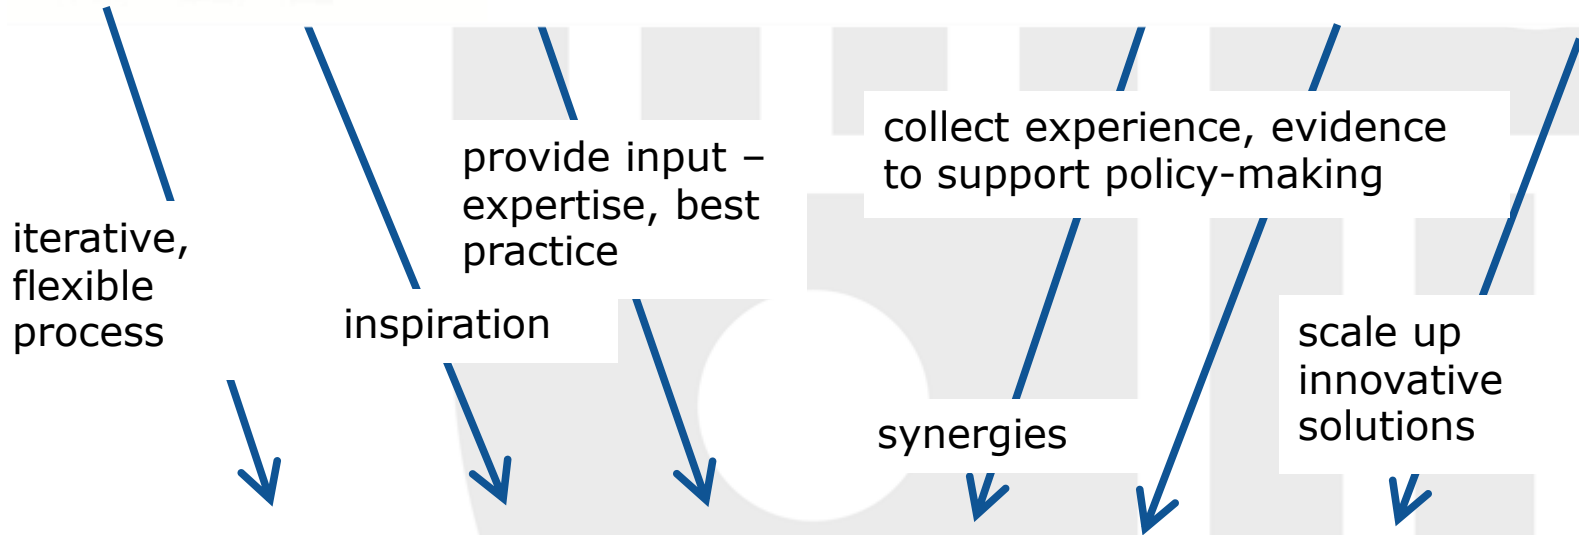 iterative,
flexible
process
inspiration
provide input –
expertise, best
practice
collect experience, evidence
to support policy-making
synergies
scale up
innovative
solutions